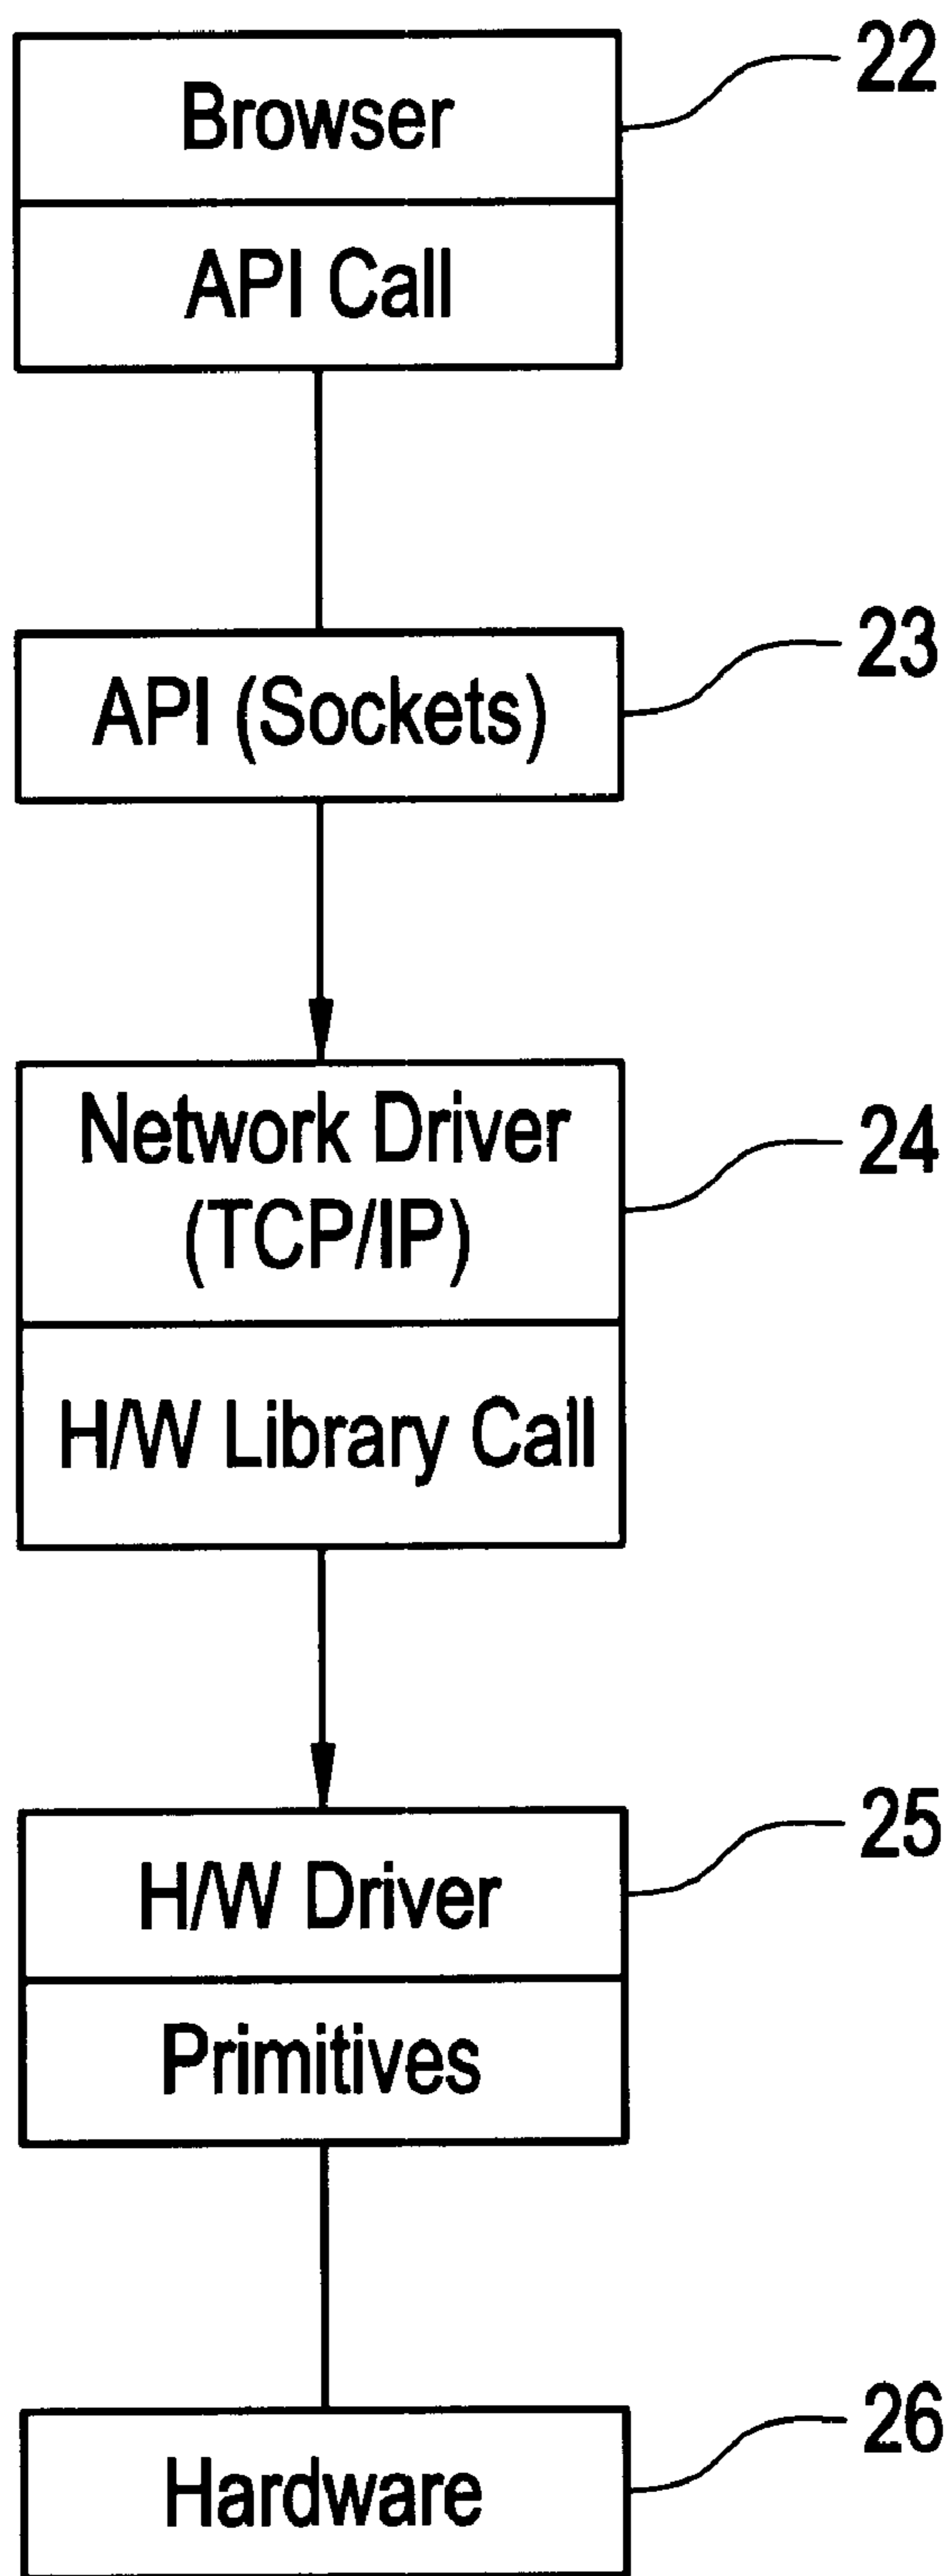 Browser
22
API Call
API (Sockets)
23
Network Driver
(TCP/IP)
24
H/W Library Call
H/W Driver
25
Primitives
Hardware
26